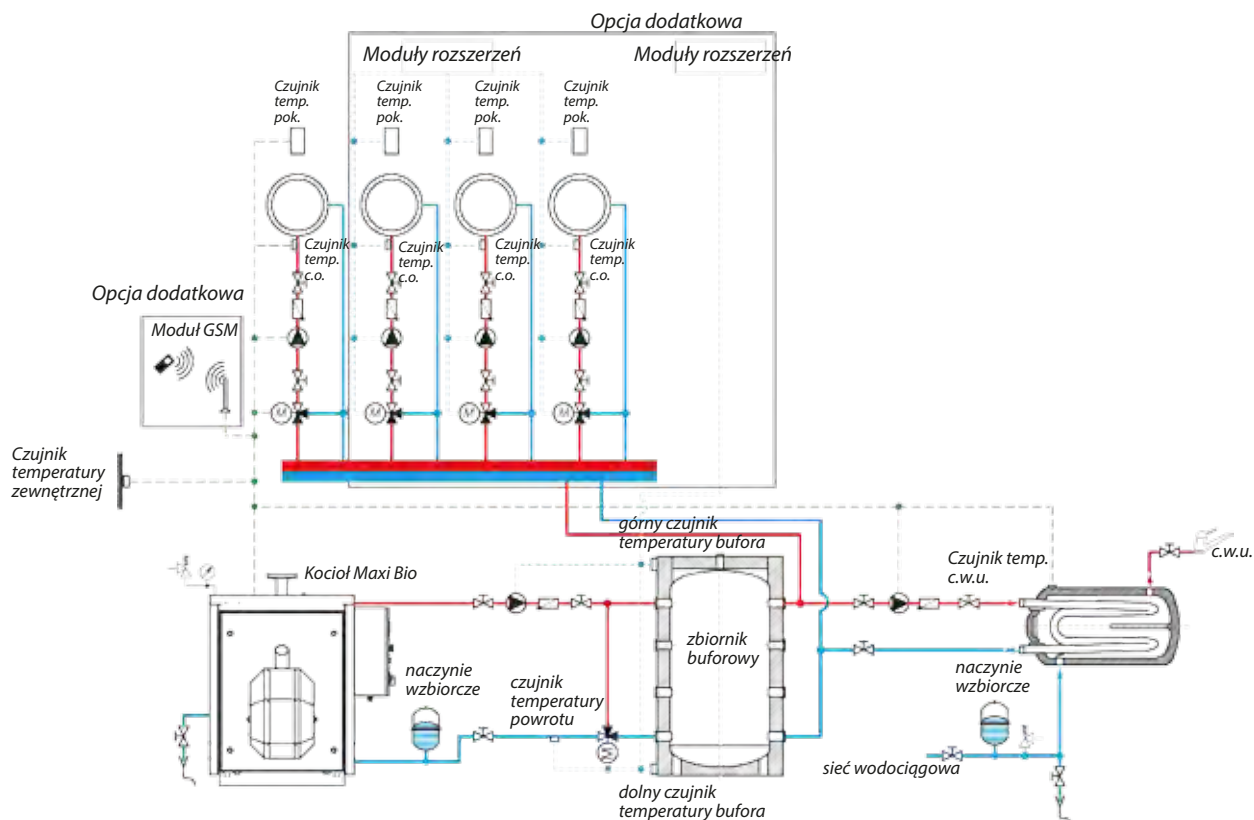 Opcja dodatkowa
Moduły rozszerzeń
Moduły rozszerzeń
Czujnik
temp.
pok.
Czujnik
temp.
pok.
Czujnik
temp.
pok.
Czujnik
temp.
pok.
Czujnik
temp.
c.o.
Czujnik
temp.
c.o.
Czujnik
temp.
c.o.
Czujnik
temp.
c.o.
Opcja dodatkowa
Moduł GSM
M
M
M
M
Czujnik
temperatury
zewnętrznej
górny czujnik
temperatury bufora
Kocioł Maxi Bio
Czujnik temp.
c.w.u.
c.w.u.
zbiornik
buforowy
naczynie
wzbiorcze
czujnik
temperatury
powrotu
M
naczynie
wzbiorcze
sieć wodociągowa
dolny czujnik
temperatury bufora